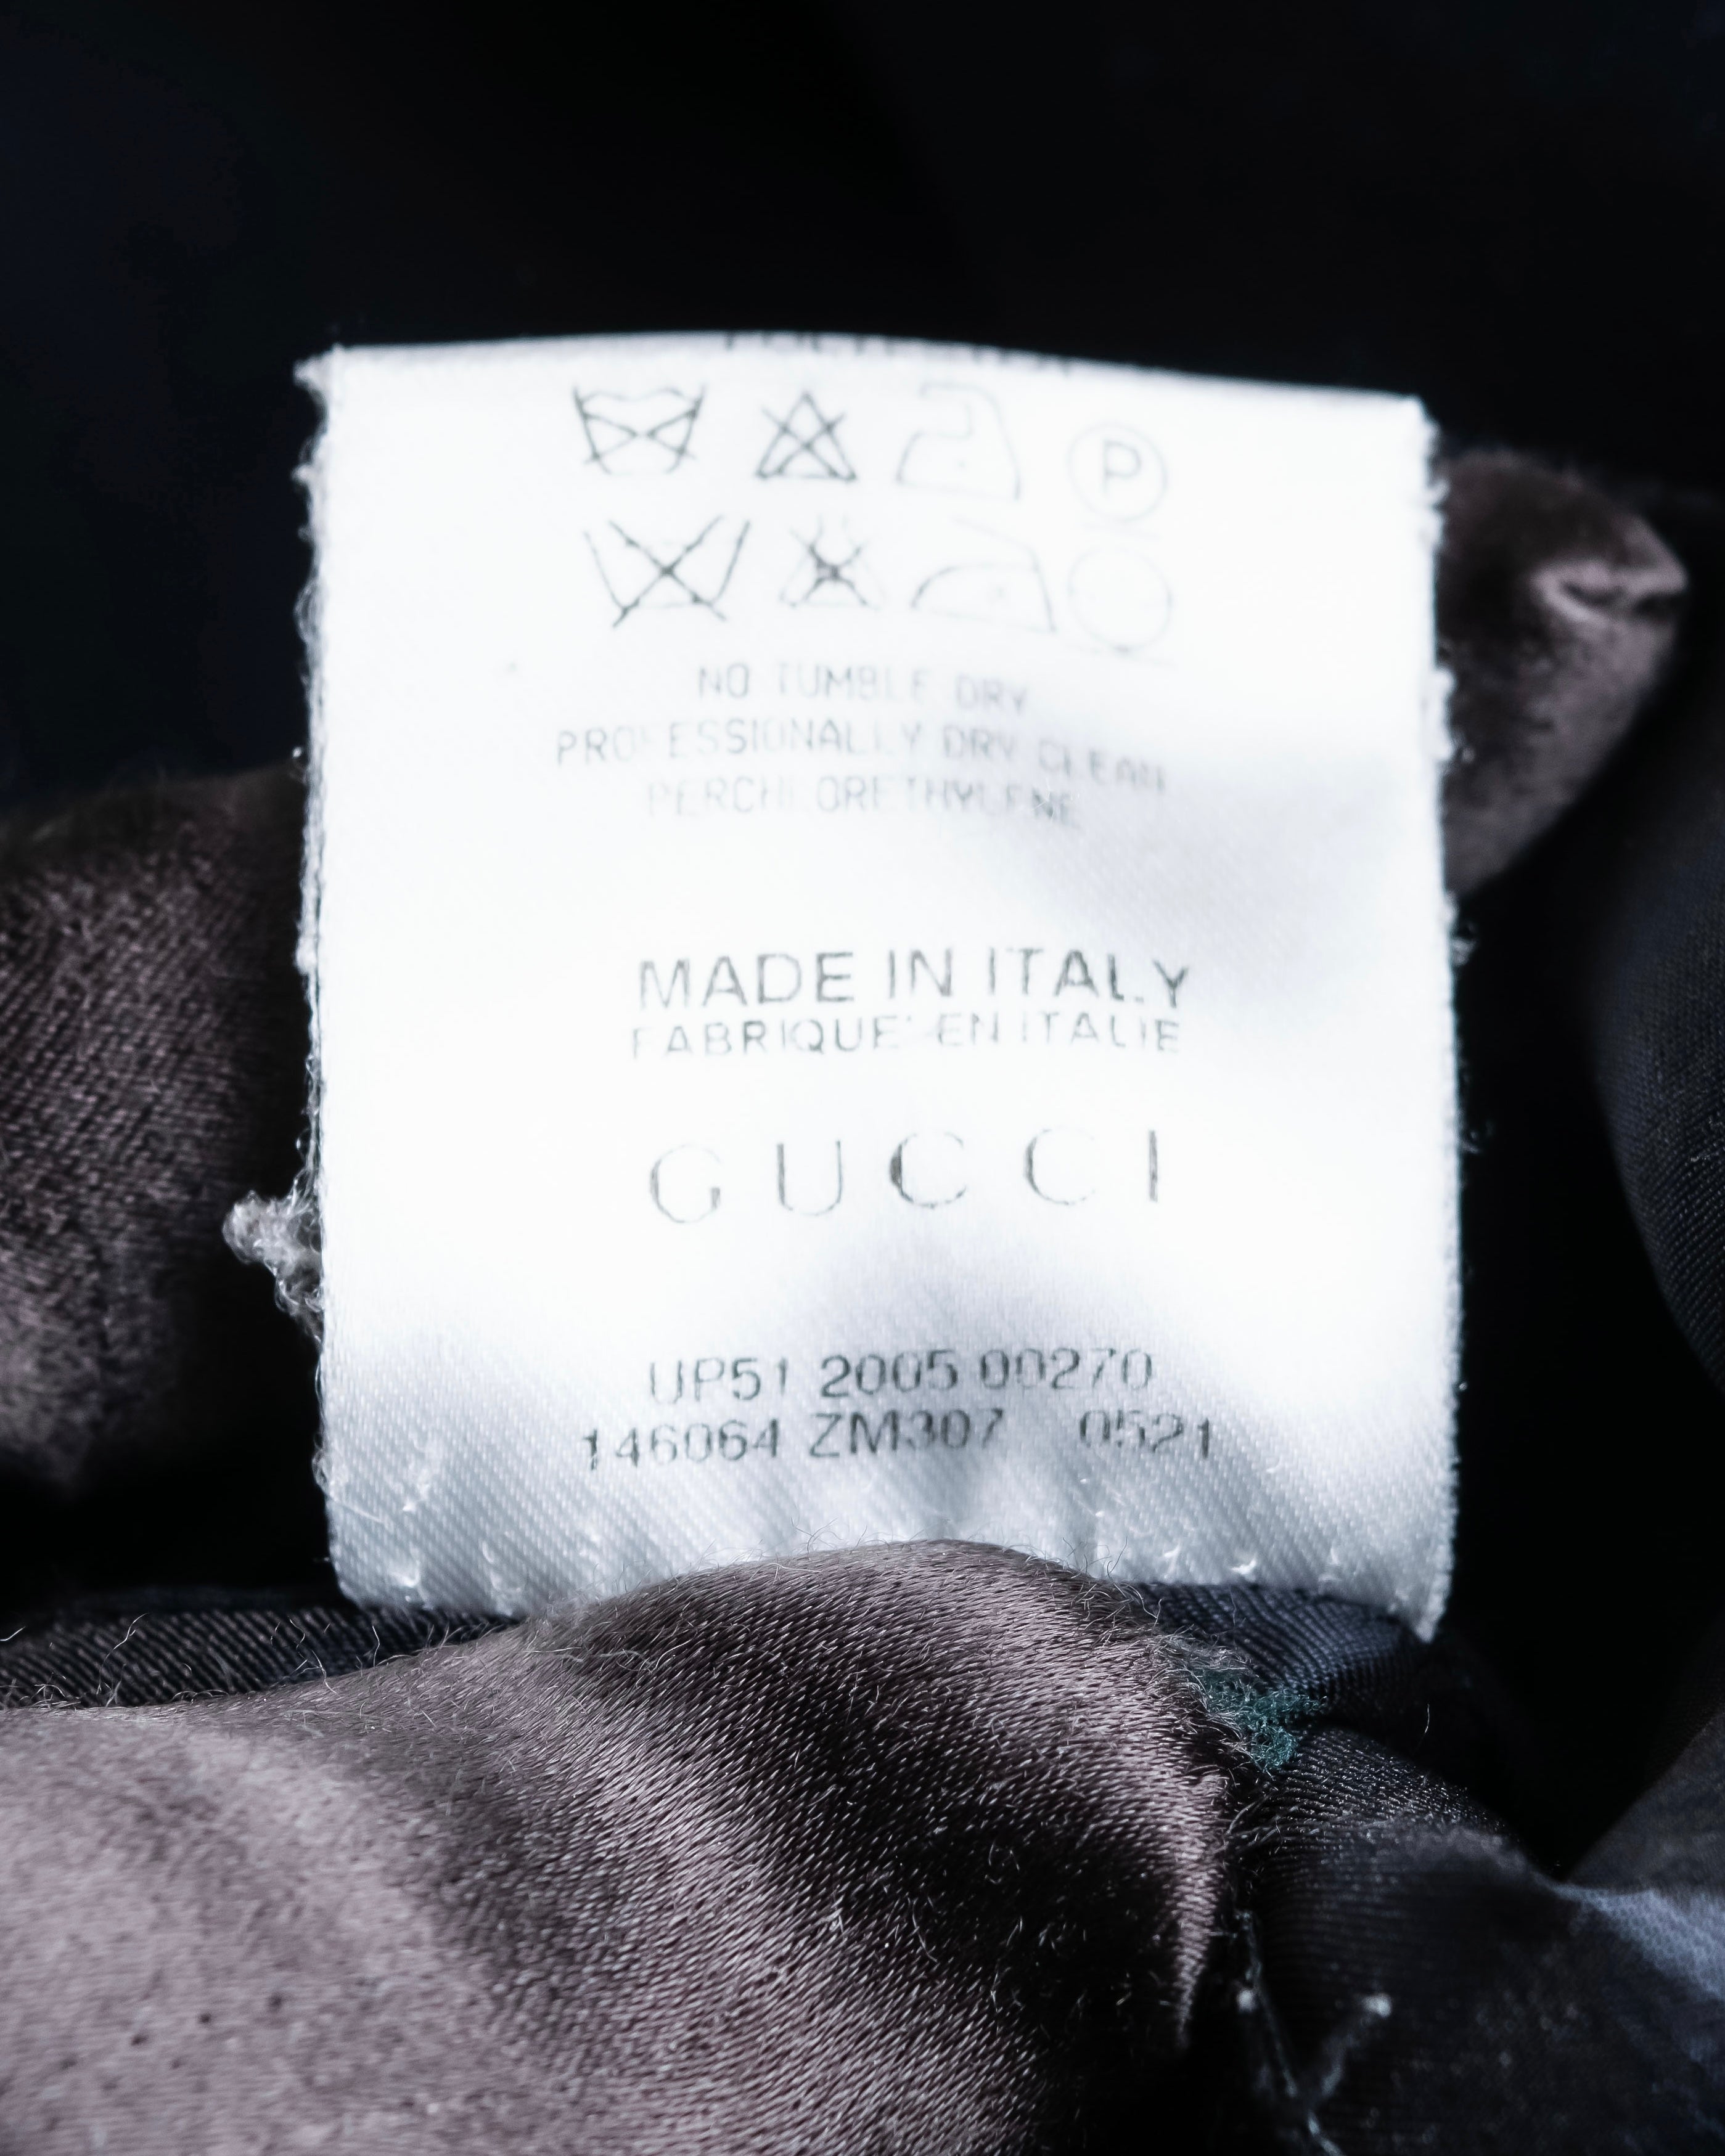 P
NO TUMBLE DRY
PROFESSIONALLY DRY CLEAN
PERCHLORETHYLENE
MADE IN ITALY
FABRIQUE' EN ITALIE
GUCCI
UP51 2005 00270
146064 ZM307 0521